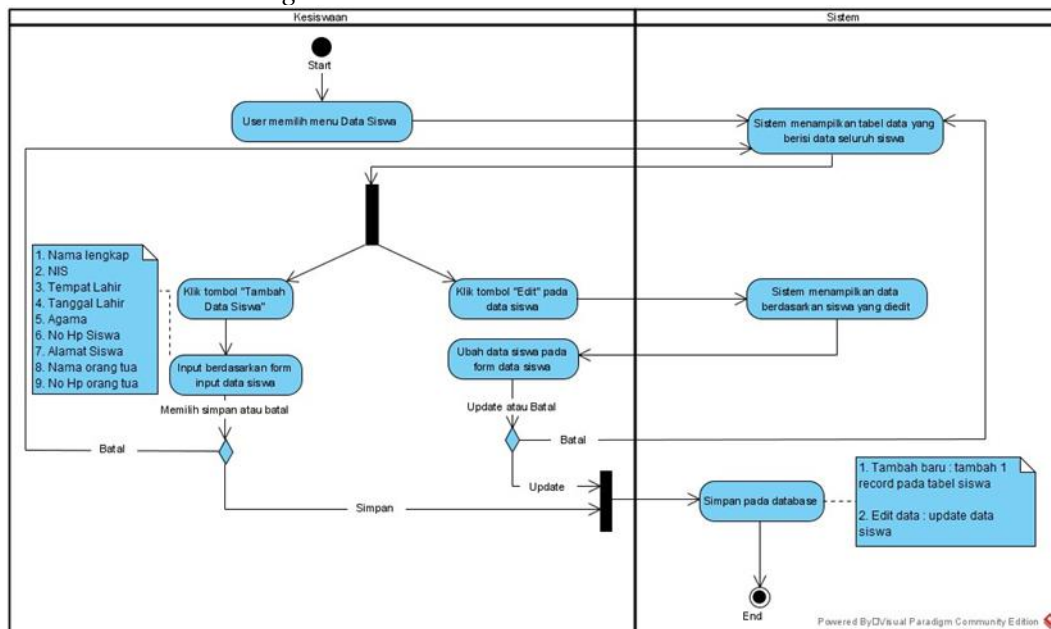 Kesiswaan
Sistem
Start
User memilih menu Data Siswa
Sistem menampilkan tabel data yang
berisi data seluruh siswa
1. Nama lengkap
2. NIS
3. Tempat Lahir
4. Tanggal Lahir
5. Agama
6. No Hp Siswa
7. Alamat Siswa
8. Nama orang tua
9. No Hp orang tua
Klik tombol "Tambah
Data Siswa"
Klik tombol "Edit" pada
data siswa
Sistem menampilkan data
berdasarkan siswa yang diedit
Input berdasarkan form
input data siswa
Ubah data siswa pada
form data siswa
Memilih simpan atau batal
Update atau Batal
Batal
Batal
Update
Simpan
Simpan pada database
1. Tambah baru : tambah 1
record pada tabel siswa
2. Edit data : update data
siswa
End
Powered By Visual Paradigm Community Edition